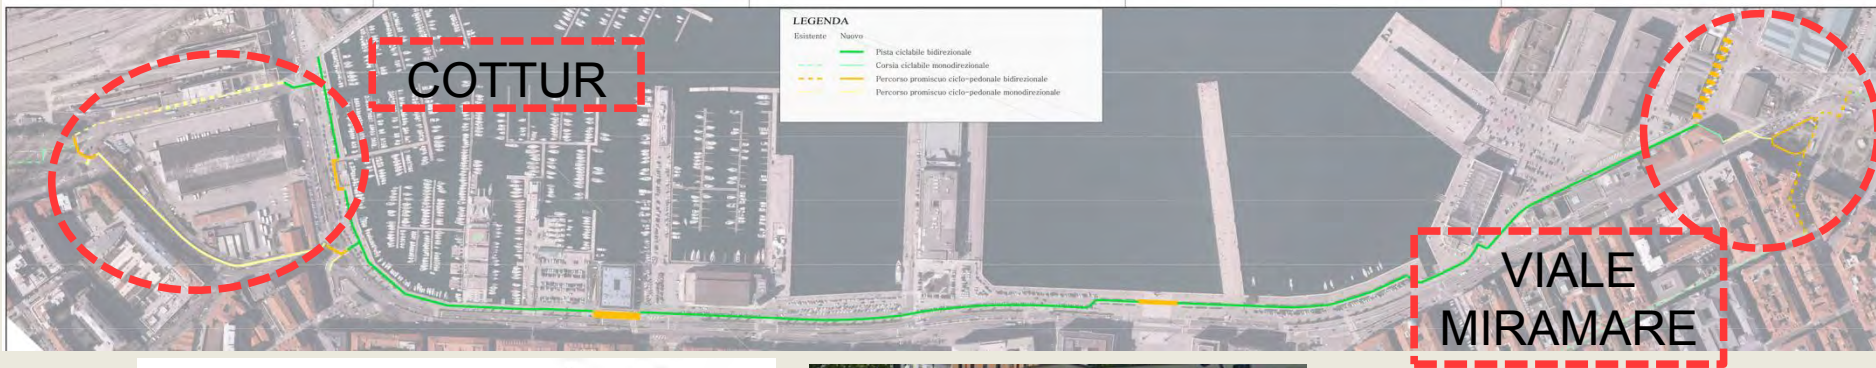 COTTUR
LEGENDA
Esistente Nuovo
Pista ciclabile bidirezionale
Corsia ciclabile monodirezionale
Percorso promiscuo ciclo-pedonale bidirezionale
Percorso promiscuo ciclo-pedonale monodirezionale
VIALE
MIRAMARE